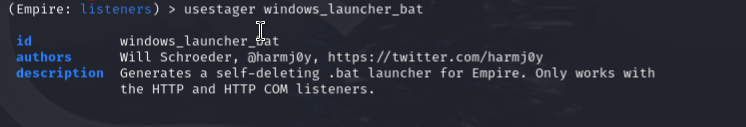 (Empire: listeners) > usestager windows_launcher_bat
id windows_launcher_bat
authors Will Schroeder, @harmj0y, https://twitter.com/harmj0y
description Generates a self-deleting .bat launcher for Empire. Only works with
the HTTP and HTTP COM listeners.